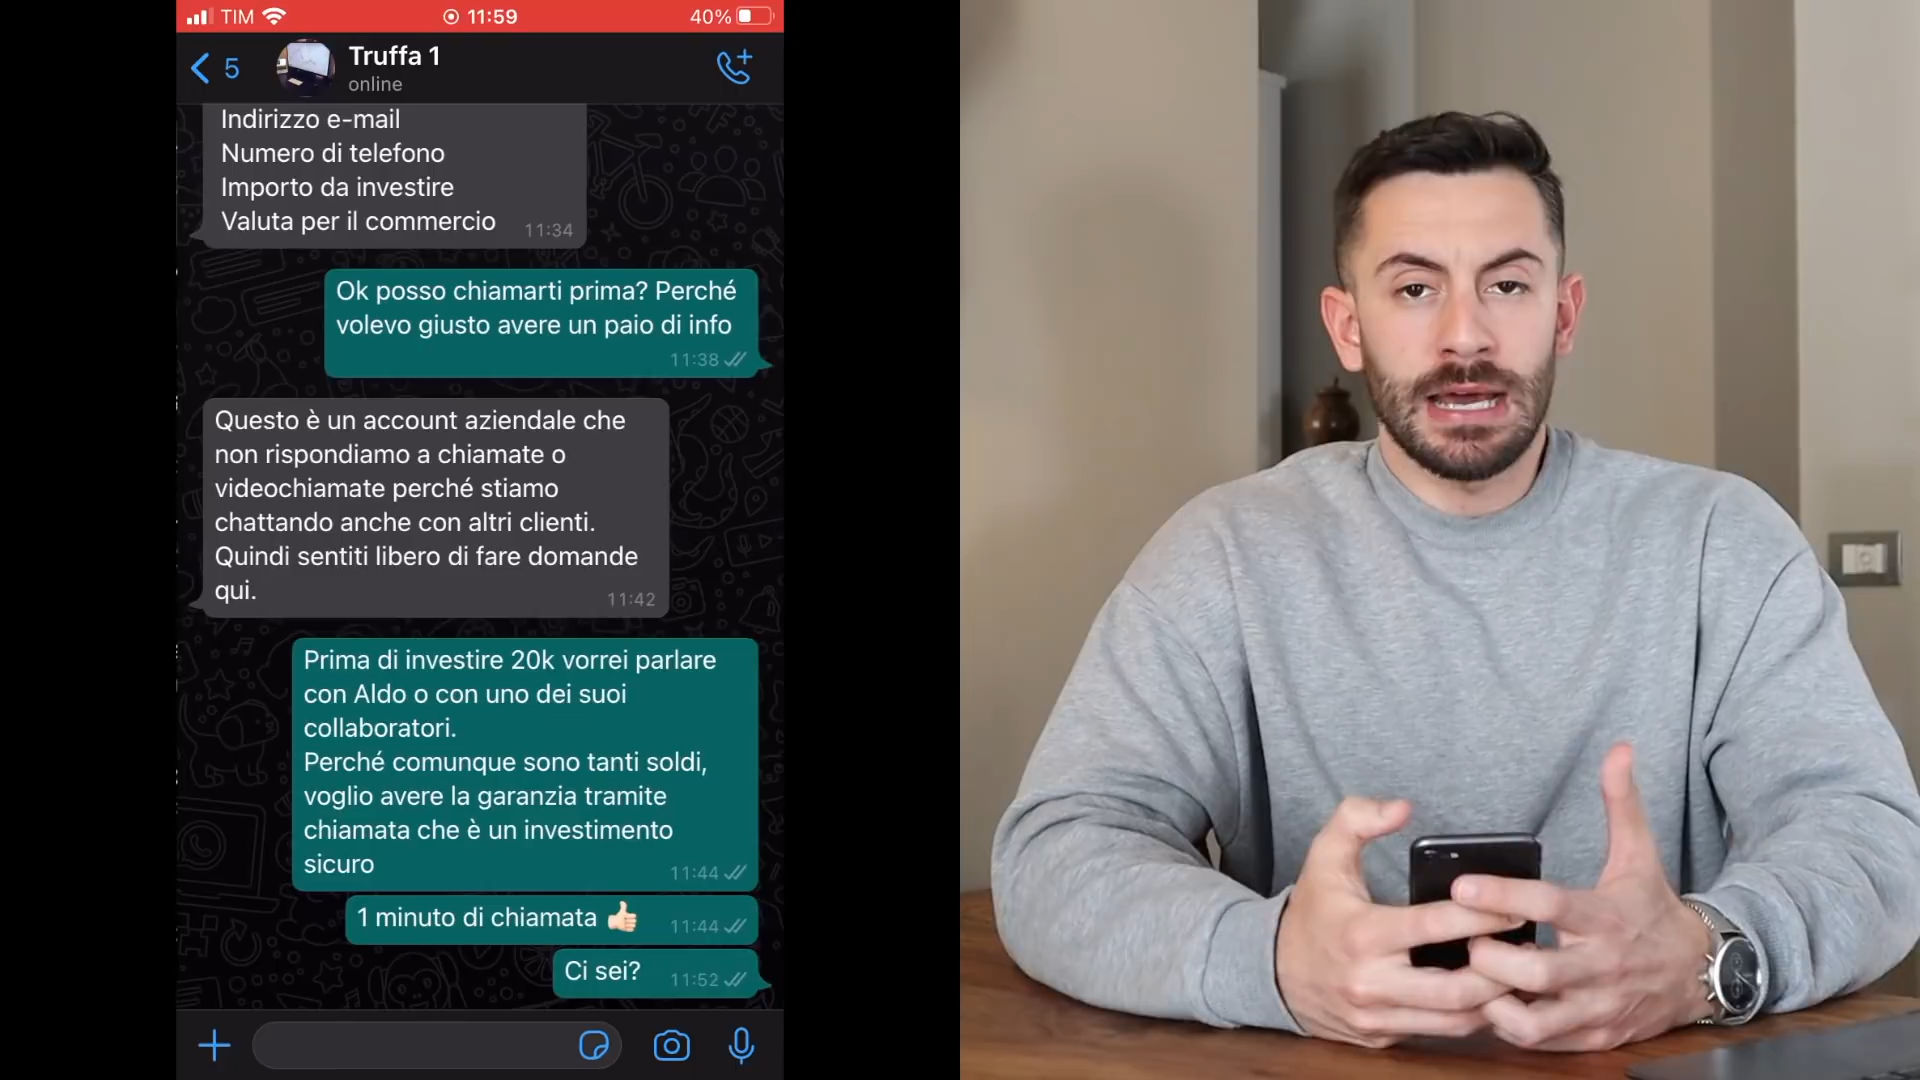 TIM
11:59
40%
5
Truffa 1
online
Indirizzo e-mail
Numero di telefono
Importo da investire
Valuta per il commercio
11:34
Ok posso chiamarti prima? Perché
volevo giusto avere un paio di info
11:38
Questo è un account aziendale che
non rispondiamo a chiamate o
videochiamate perché stiamo
chattando anche con altri clienti.
Quindi sentiti libero di fare domande
qui.
11:42
Prima di investire 20k vorrei parlare
con Aldo o con uno dei suoi
collaboratori.
Perché comunque sono tanti soldi,
voglio avere la garanzia tramite
chiamata che è un investimento
sicuro
11:44
1 minuto di chiamata 👍🏻
11:44
Ci sei?
11:52